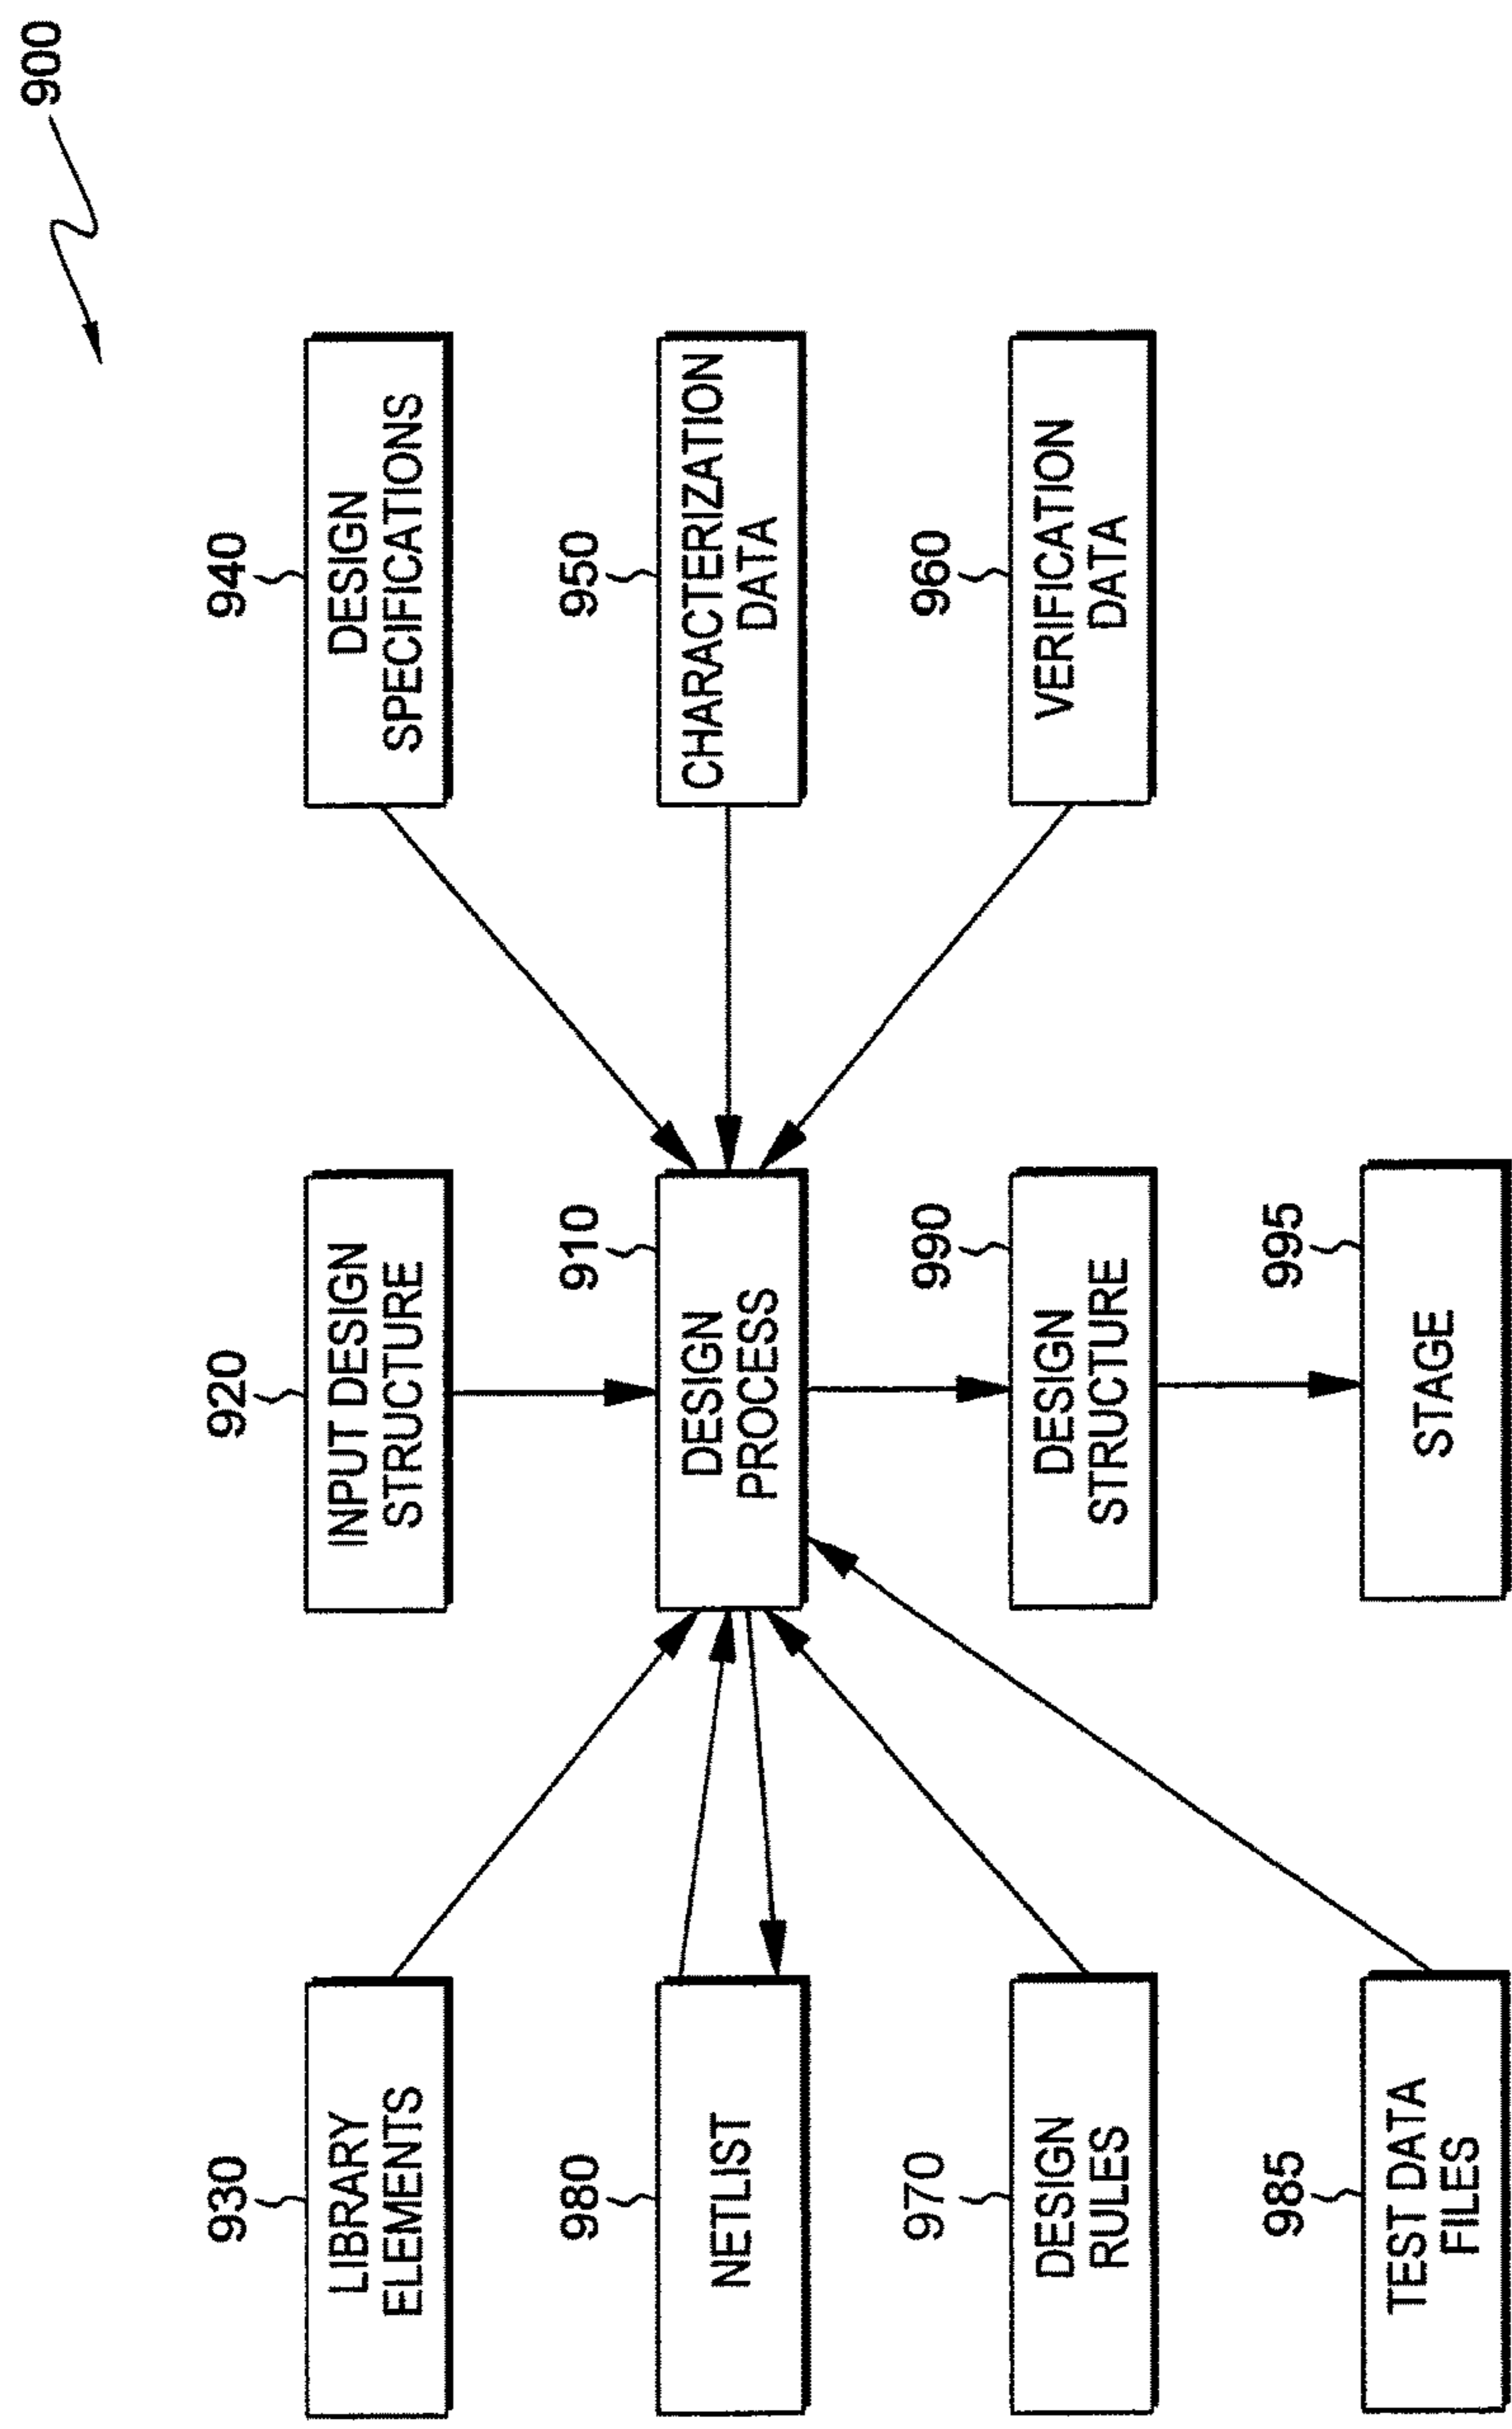 900
930
LIBRARY
ELEMENTS
920
INPUT DESIGN
STRUCTURE
940
DESIGN
SPECIFICATIONS
980
NETLIST
910
DESIGN
PROCESS
950
CHARACTERIZATION
DATA
970
DESIGN
RULES
990
DESIGN
STRUCTURE
960
VERIFICATION
DATA
985
TEST DATA
FILES
995
STAGE